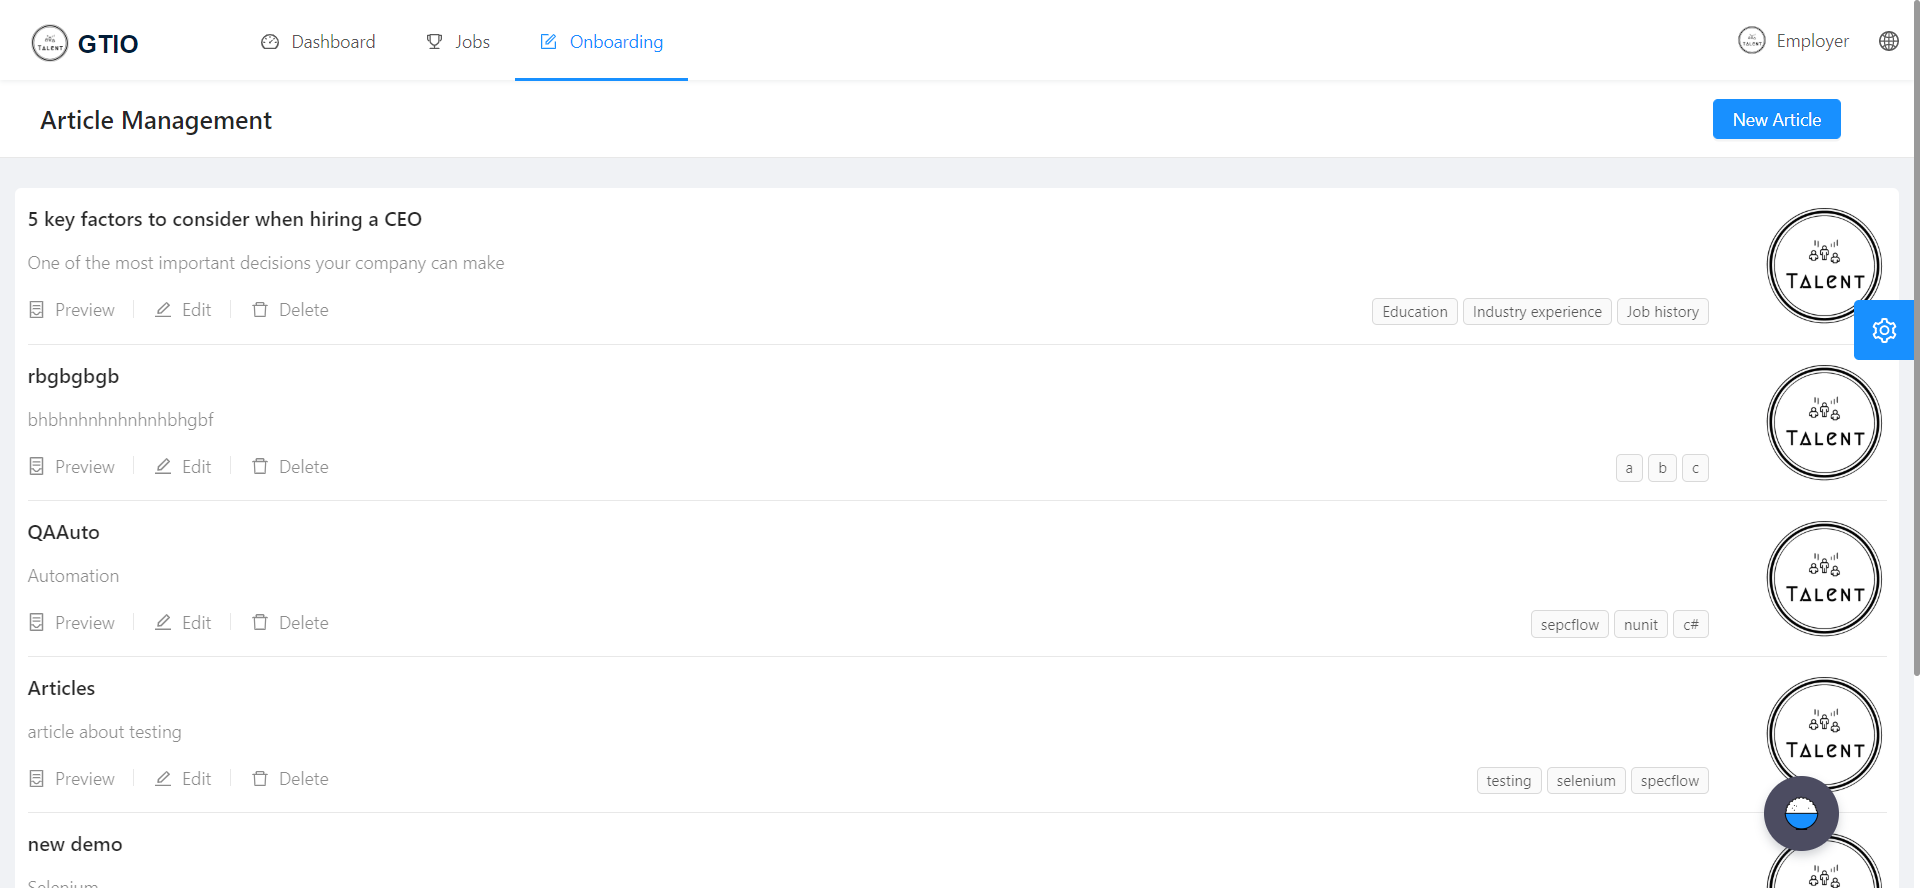 TALENT GTIO Dashboard Jobs Onboarding TALENT Employer
Article Management New Article
5 key factors to consider when hiring a CEO
One of the most important decisions your company can make
Preview Edit Delete Education Industry experience Job history
TALENT
rbgbgbgb
bhbhnhnhnhnhnhbhgbf
Preview Edit Delete a b c
TALENT
QAAuto
Automation
Preview Edit Delete sepcflow nunit c#
TALENT
Articles
article about testing
Preview Edit Delete testing selenium specflow
TALENT
new demo
Selenium